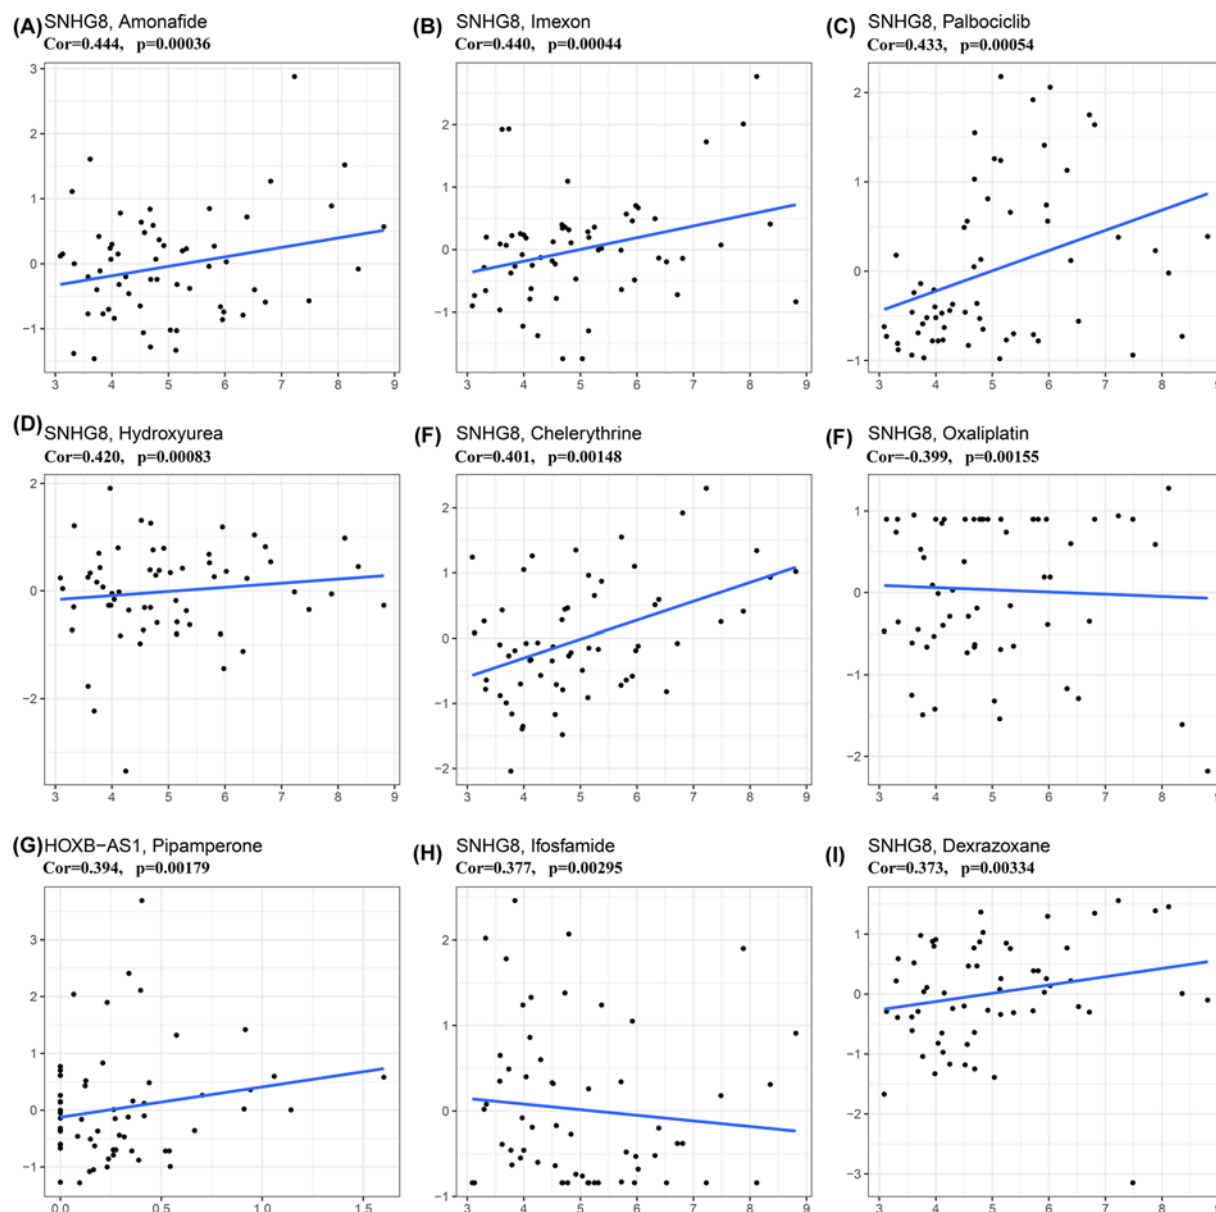 (A) SNHG8, Amonafide
Cor=0.444, p=0.00036
3
2
1
0
−1
3 4 5 6 7 8 9
(B) SNHG8, Imexon
Cor=0.440, p=0.00044
2
1
0
−1
3 4 5 6 7 8 9
(C) SNHG8, Palbociclib
Cor=0.433, p=0.00054
2
1
0
−1
3 4 5 6 7 8 9
(D) SNHG8, Hydroxyurea
Cor=0.420, p=0.00083
2
0
−2
3 4 5 6 7 8 9
(F) SNHG8, Chelerythrine
Cor=0.401, p=0.00148
2
1
0
−1
−2
3 4 5 6 7 8 9
(F) SNHG8, Oxaliplatin
Cor=-0.399, p=0.00155
1
0
−1
−2
3 4 5 6 7 8 9
(G) HOXB−AS1, Pipamperone
Cor=0.394, p=0.00179
3
2
1
0
−1
0.0 0.5 1.0 1.5
(H) SNHG8, Ifosfamide
Cor=0.377, p=0.00295
2
1
0
−1
3 4 5 6 7 8 9
(I) SNHG8, Dexrazoxane
Cor=0.373, p=0.00334
1
0
−1
−2
−3
3 4 5 6 7 8 9